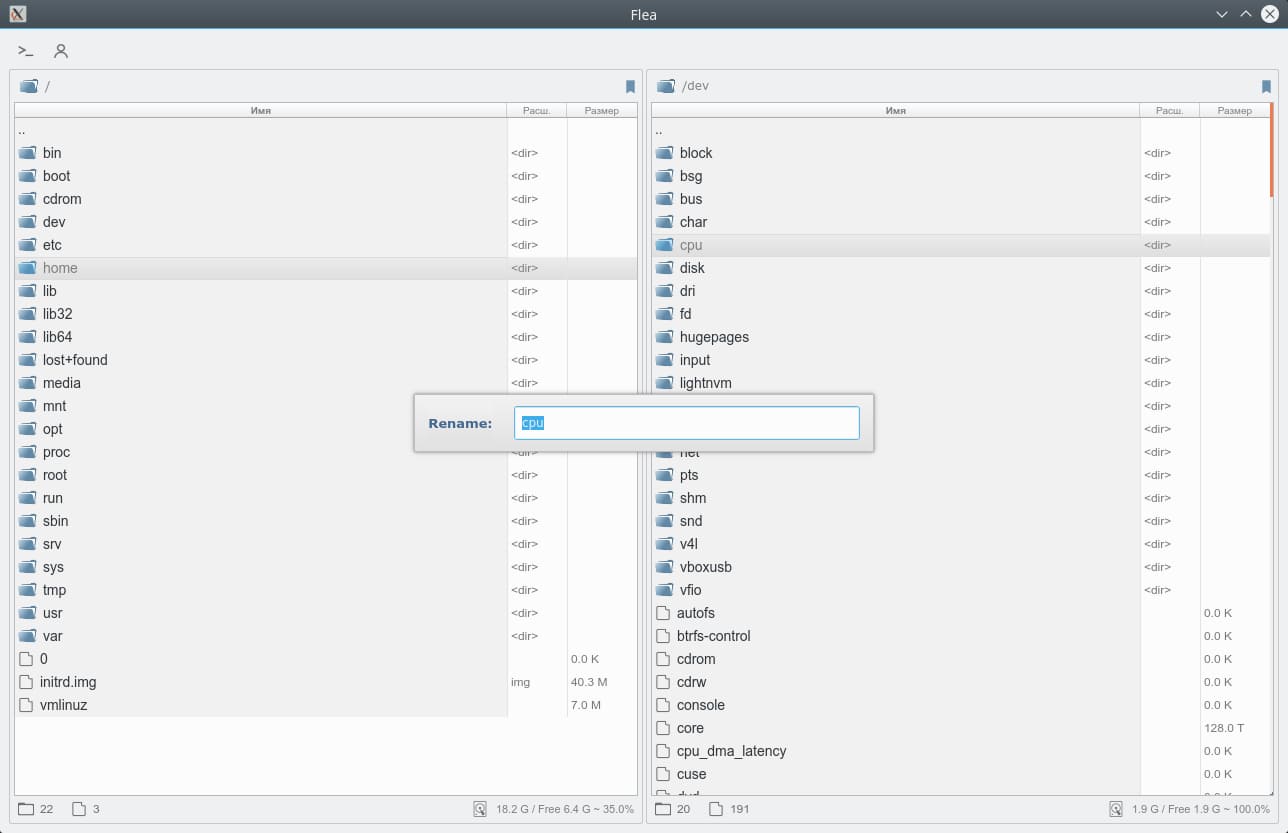 Flea
>_
/
Имя Расш. Размер
..
bin <dir>
boot <dir>
cdrom <dir>
dev <dir>
etc <dir>
home <dir>
lib <dir>
lib32 <dir>
lib64 <dir>
lost+found <dir>
media <dir>
mnt
opt
proc <dir>
root <dir>
run <dir>
sbin <dir>
srv <dir>
sys <dir>
tmp <dir>
usr <dir>
var <dir>
0 0.0 K
initrd.img img 40.3 M
vmlinuz 7.0 M
22 3 18.2 G / Free 6.4 G ~ 35.0%
/dev
Имя Расш. Размер
..
block <dir>
bsg <dir>
bus <dir>
char <dir>
cpu <dir>
disk <dir>
dri <dir>
fd <dir>
hugepages <dir>
input <dir>
lightnvm <dir>
<dir>
<dir>
net <dir>
pts <dir>
shm <dir>
snd <dir>
v4l <dir>
vboxusb <dir>
vfio <dir>
autofs 0.0 K
btrfs-control 0.0 K
cdrom 0.0 K
cdrw 0.0 K
console 0.0 K
core 128.0 T
cpu_dma_latency 0.0 K
cuse 0.0 K
20 191 1.9 G / Free 1.9 G ~ 100.0%
Rename: cpu